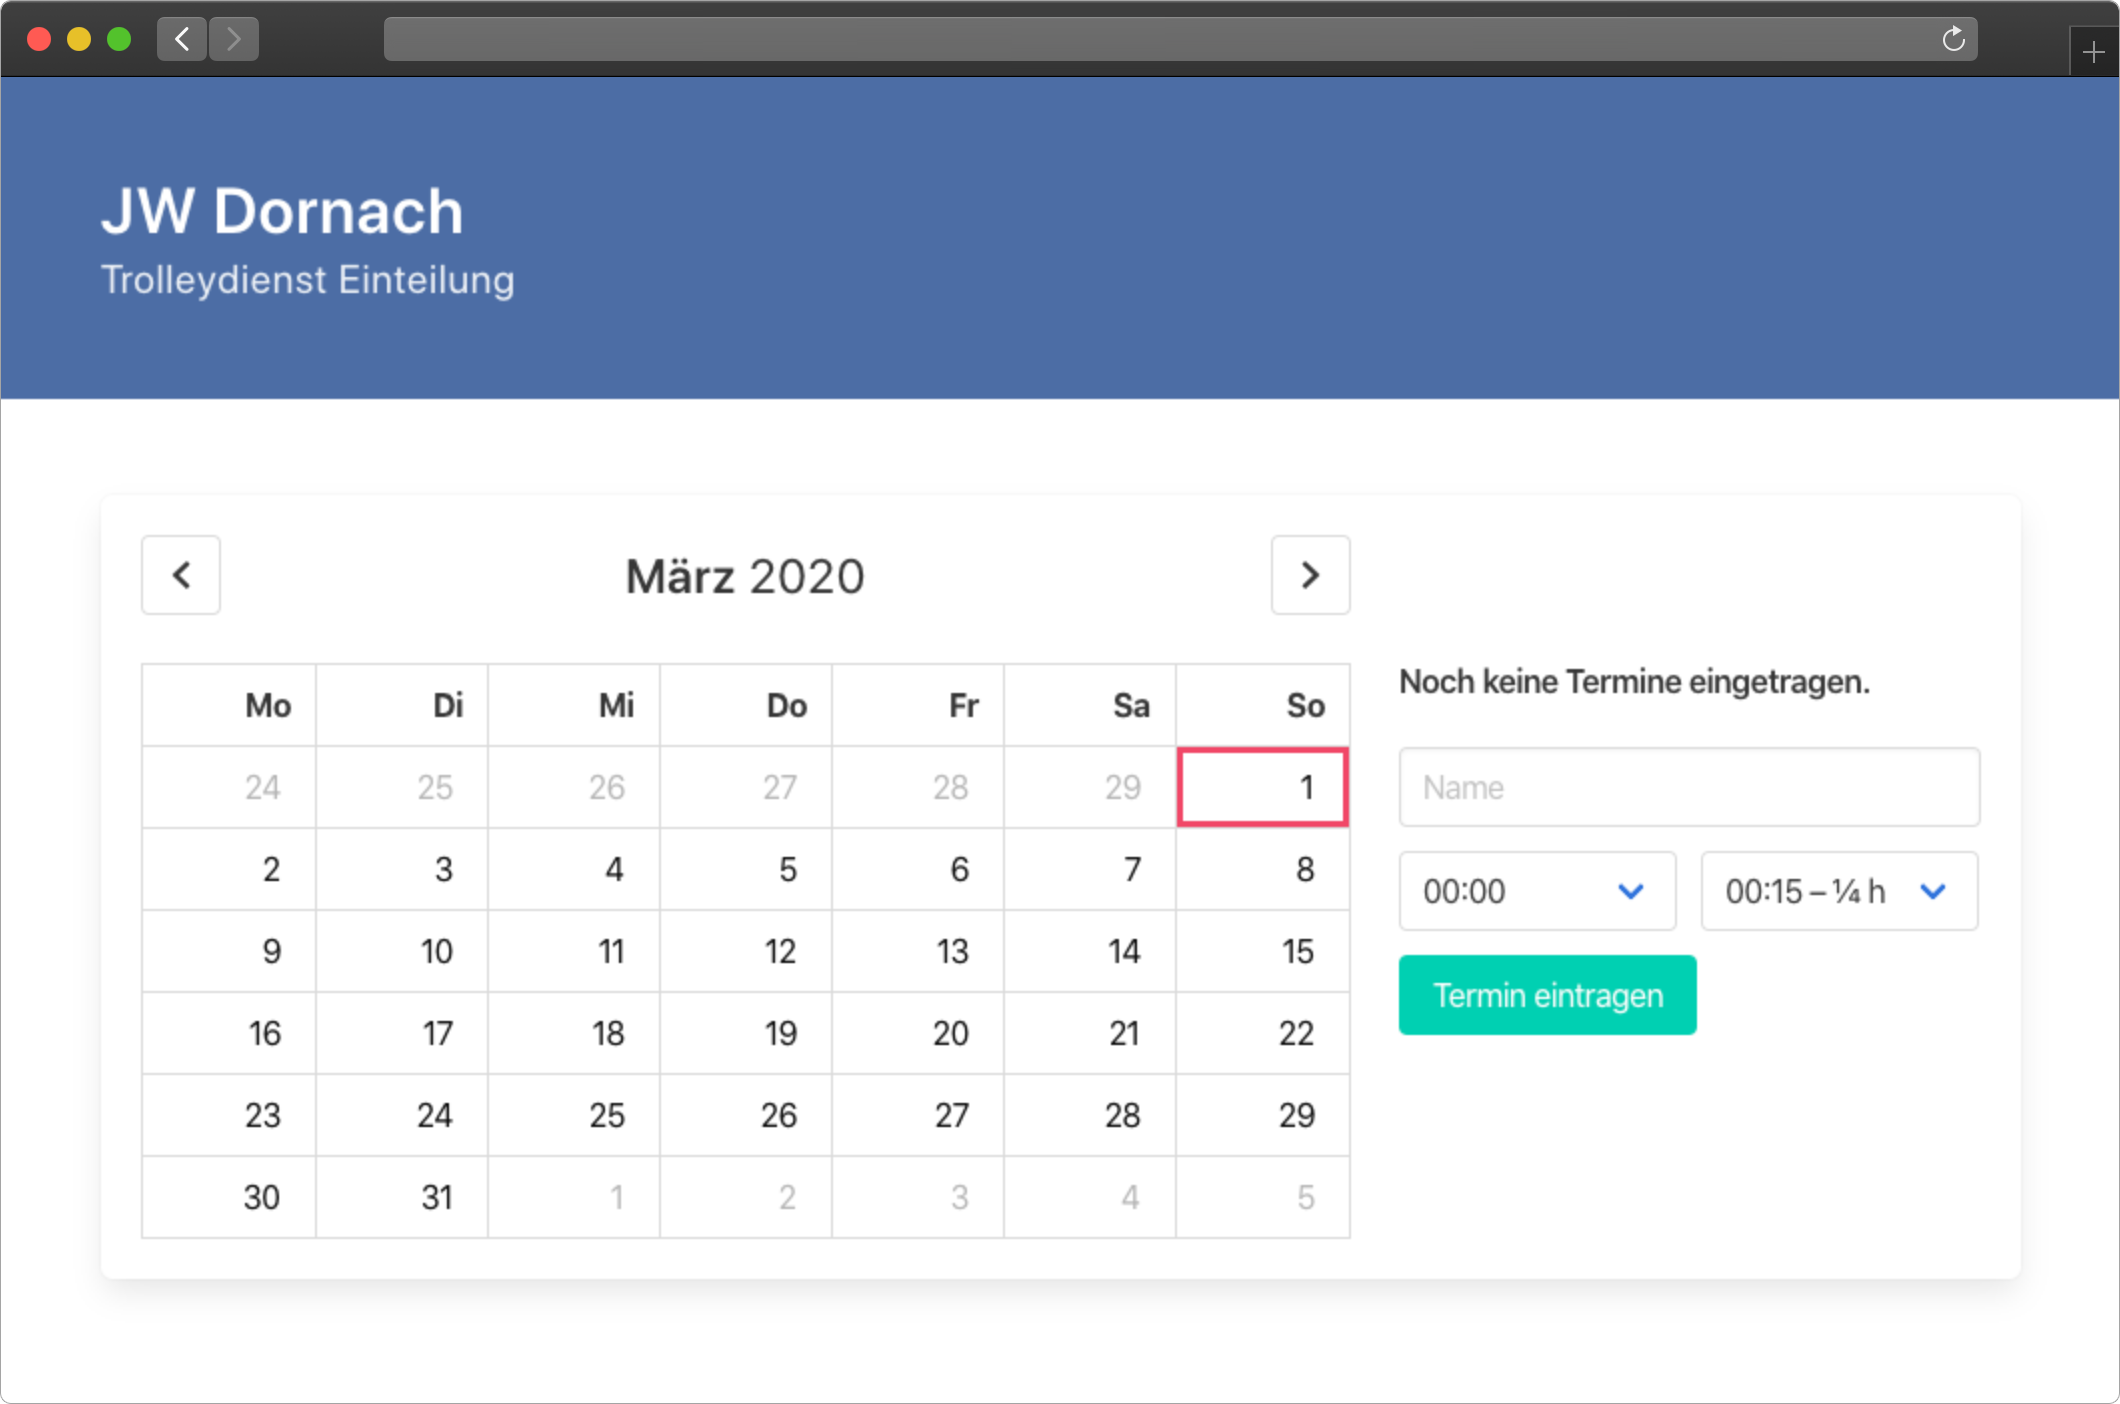 JW Dornach
Trolleydienst Einteilung
März 2020
Mo Di Mi Do Fr Sa So
24 25 26 27 28 29 1
2 3 4 5 6 7 8
9 10 11 12 13 14 15
16 17 18 19 20 21 22
23 24 25 26 27 28 29
30 31 1 2 3 4 5
Noch keine Termine eingetragen.
Name
00:00 00:15 – ¼ h
Termin eintragen